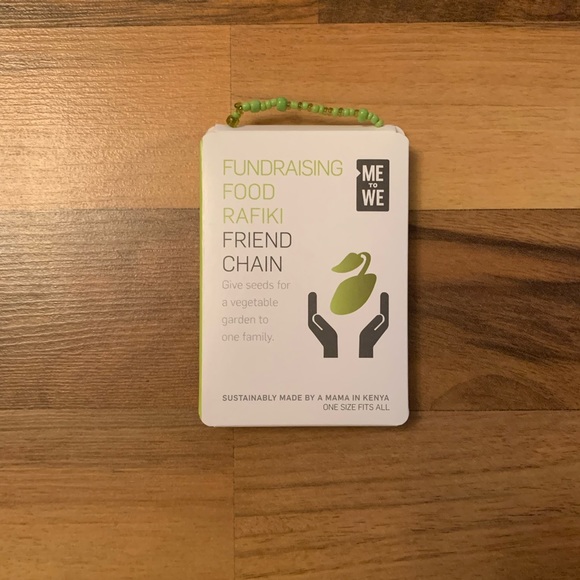 FUNDRAISING
FOOD
RAFIKI
FRIEND
CHAIN
Give seeds for
a vegetable
garden to
one family.
ME
TO
WE
SUSTAINABLY MADE BY A MAMA IN KENYA
ONE SIZE FITS ALL